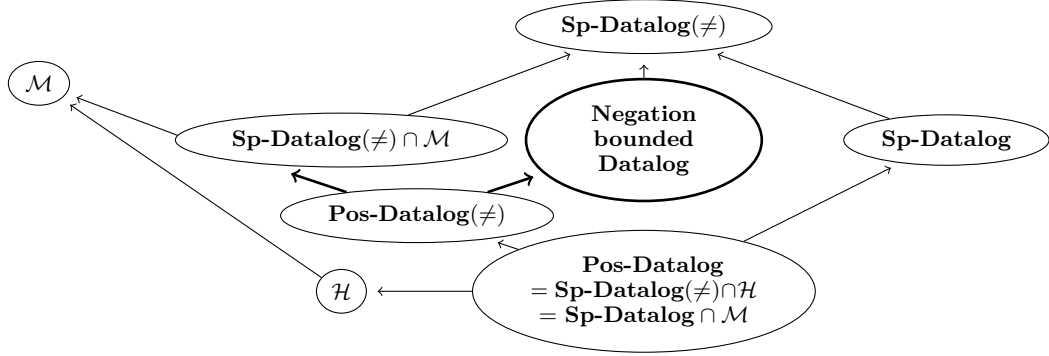 Sp-Datalog(≠)
ℳ
Negation
bounded
Datalog
Sp-Datalog(≠) ∩ ℳ
Sp-Datalog
Pos-Datalog(≠)
Pos-Datalog
= Sp-Datalog(≠)∩ℋ
= Sp-Datalog ∩ ℳ
ℋ